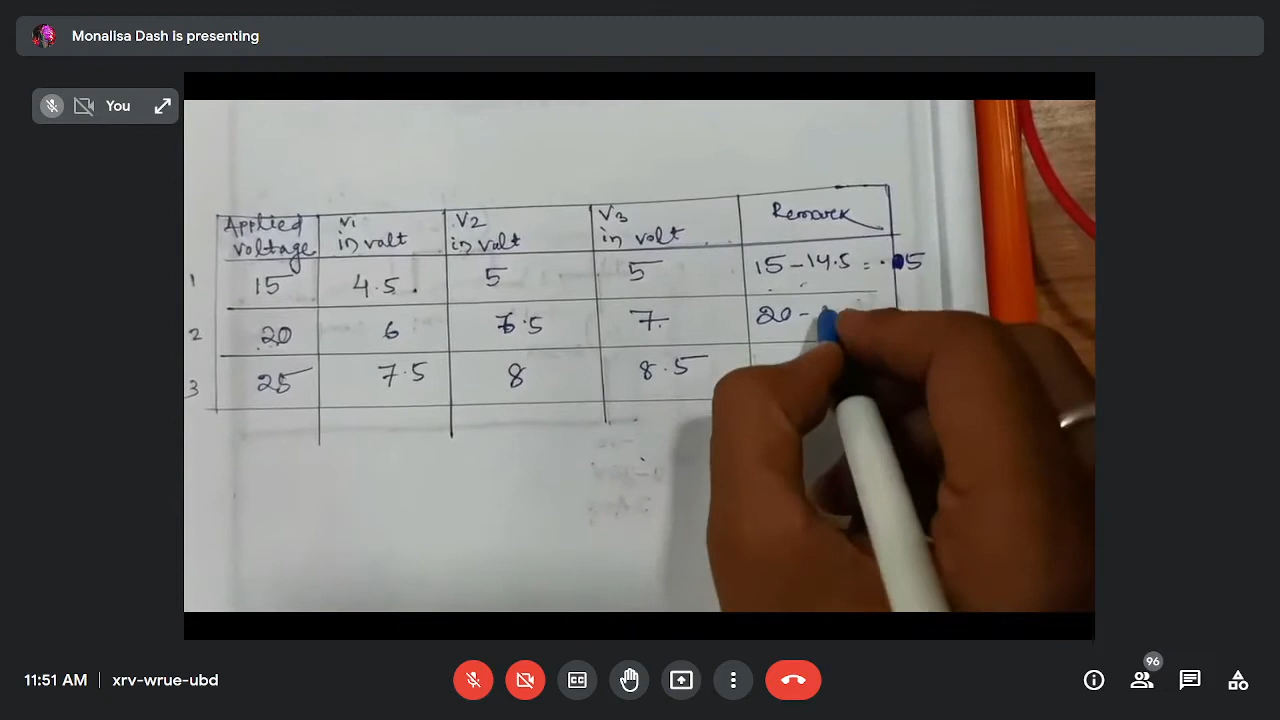 Monalisa Dash is presenting
You
Applied voltage V1 in volt V2 in volt V3 in volt Remark
1 15 4.5 5 5 15-14.5 = .5
2 20 6 6.5 7 20-
3 25 7.5 8 8.5
11:51 AM xrv-wrue-ubd
96